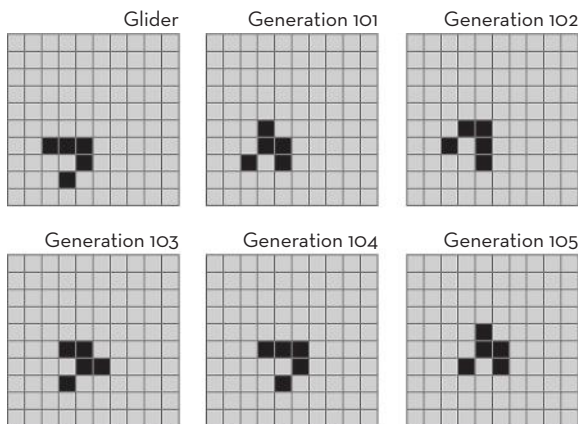 Glider
Generation 101
Generation 102
Generation 103
Generation 104
Generation 105